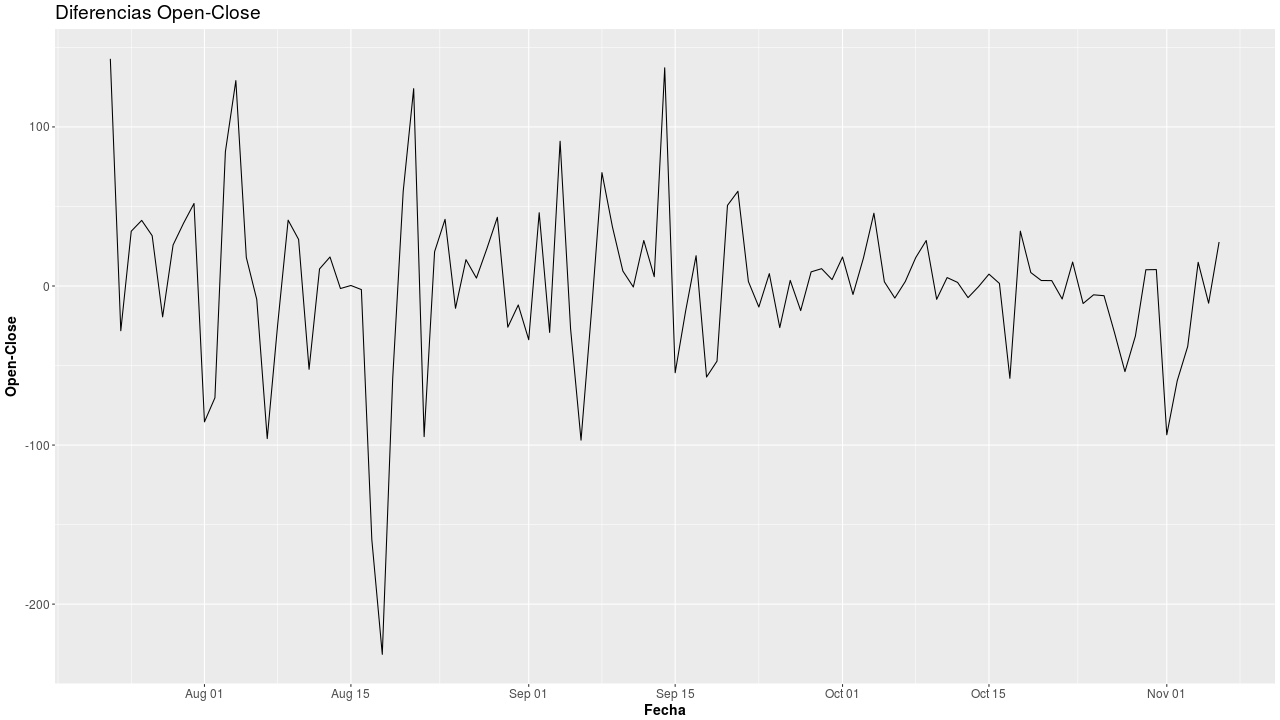 Diferencias Open-Close
100
0
-100
-200
Open-Close
Aug 01 Aug 15 Sep 01 Sep 15 Oct 01 Oct 15 Nov 01
Fecha